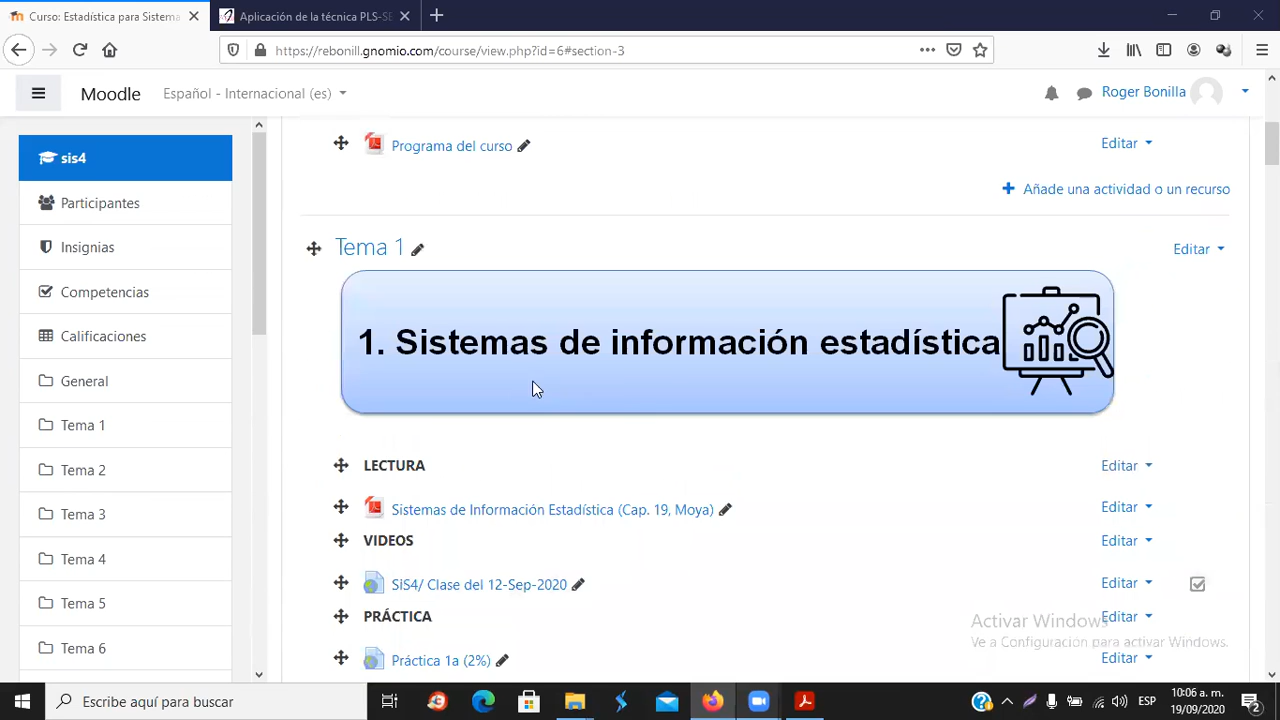 Curso: Estadística para Sistema
Aplicación de la técnica PLS-SE
https://rebonill.gnomio.com/course/view.php?id=6#section-3
Moodle
Español - Internacional (es)
Roger Bonilla
sis4
Participantes
Insignias
Competencias
Calificaciones
General
Tema 1
Tema 2
Tema 3
Tema 4
Tema 5
Tema 6
Programa del curso
Editar
Añade una actividad o un recurso
Tema 1
Editar
1. Sistemas de información estadística
LECTURA
Editar
Sistemas de Información Estadística (Cap. 19, Moya)
Editar
VIDEOS
Editar
SIS4/ Clase del 12-Sep-2020
Editar
PRÁCTICA
Editar
Práctica 1a (2%)
Editar
Activar Windows
Ve a Configuración para activar Windows.
Escribe aquí para buscar
ESP
10:06 a. m.
19/09/2020
2